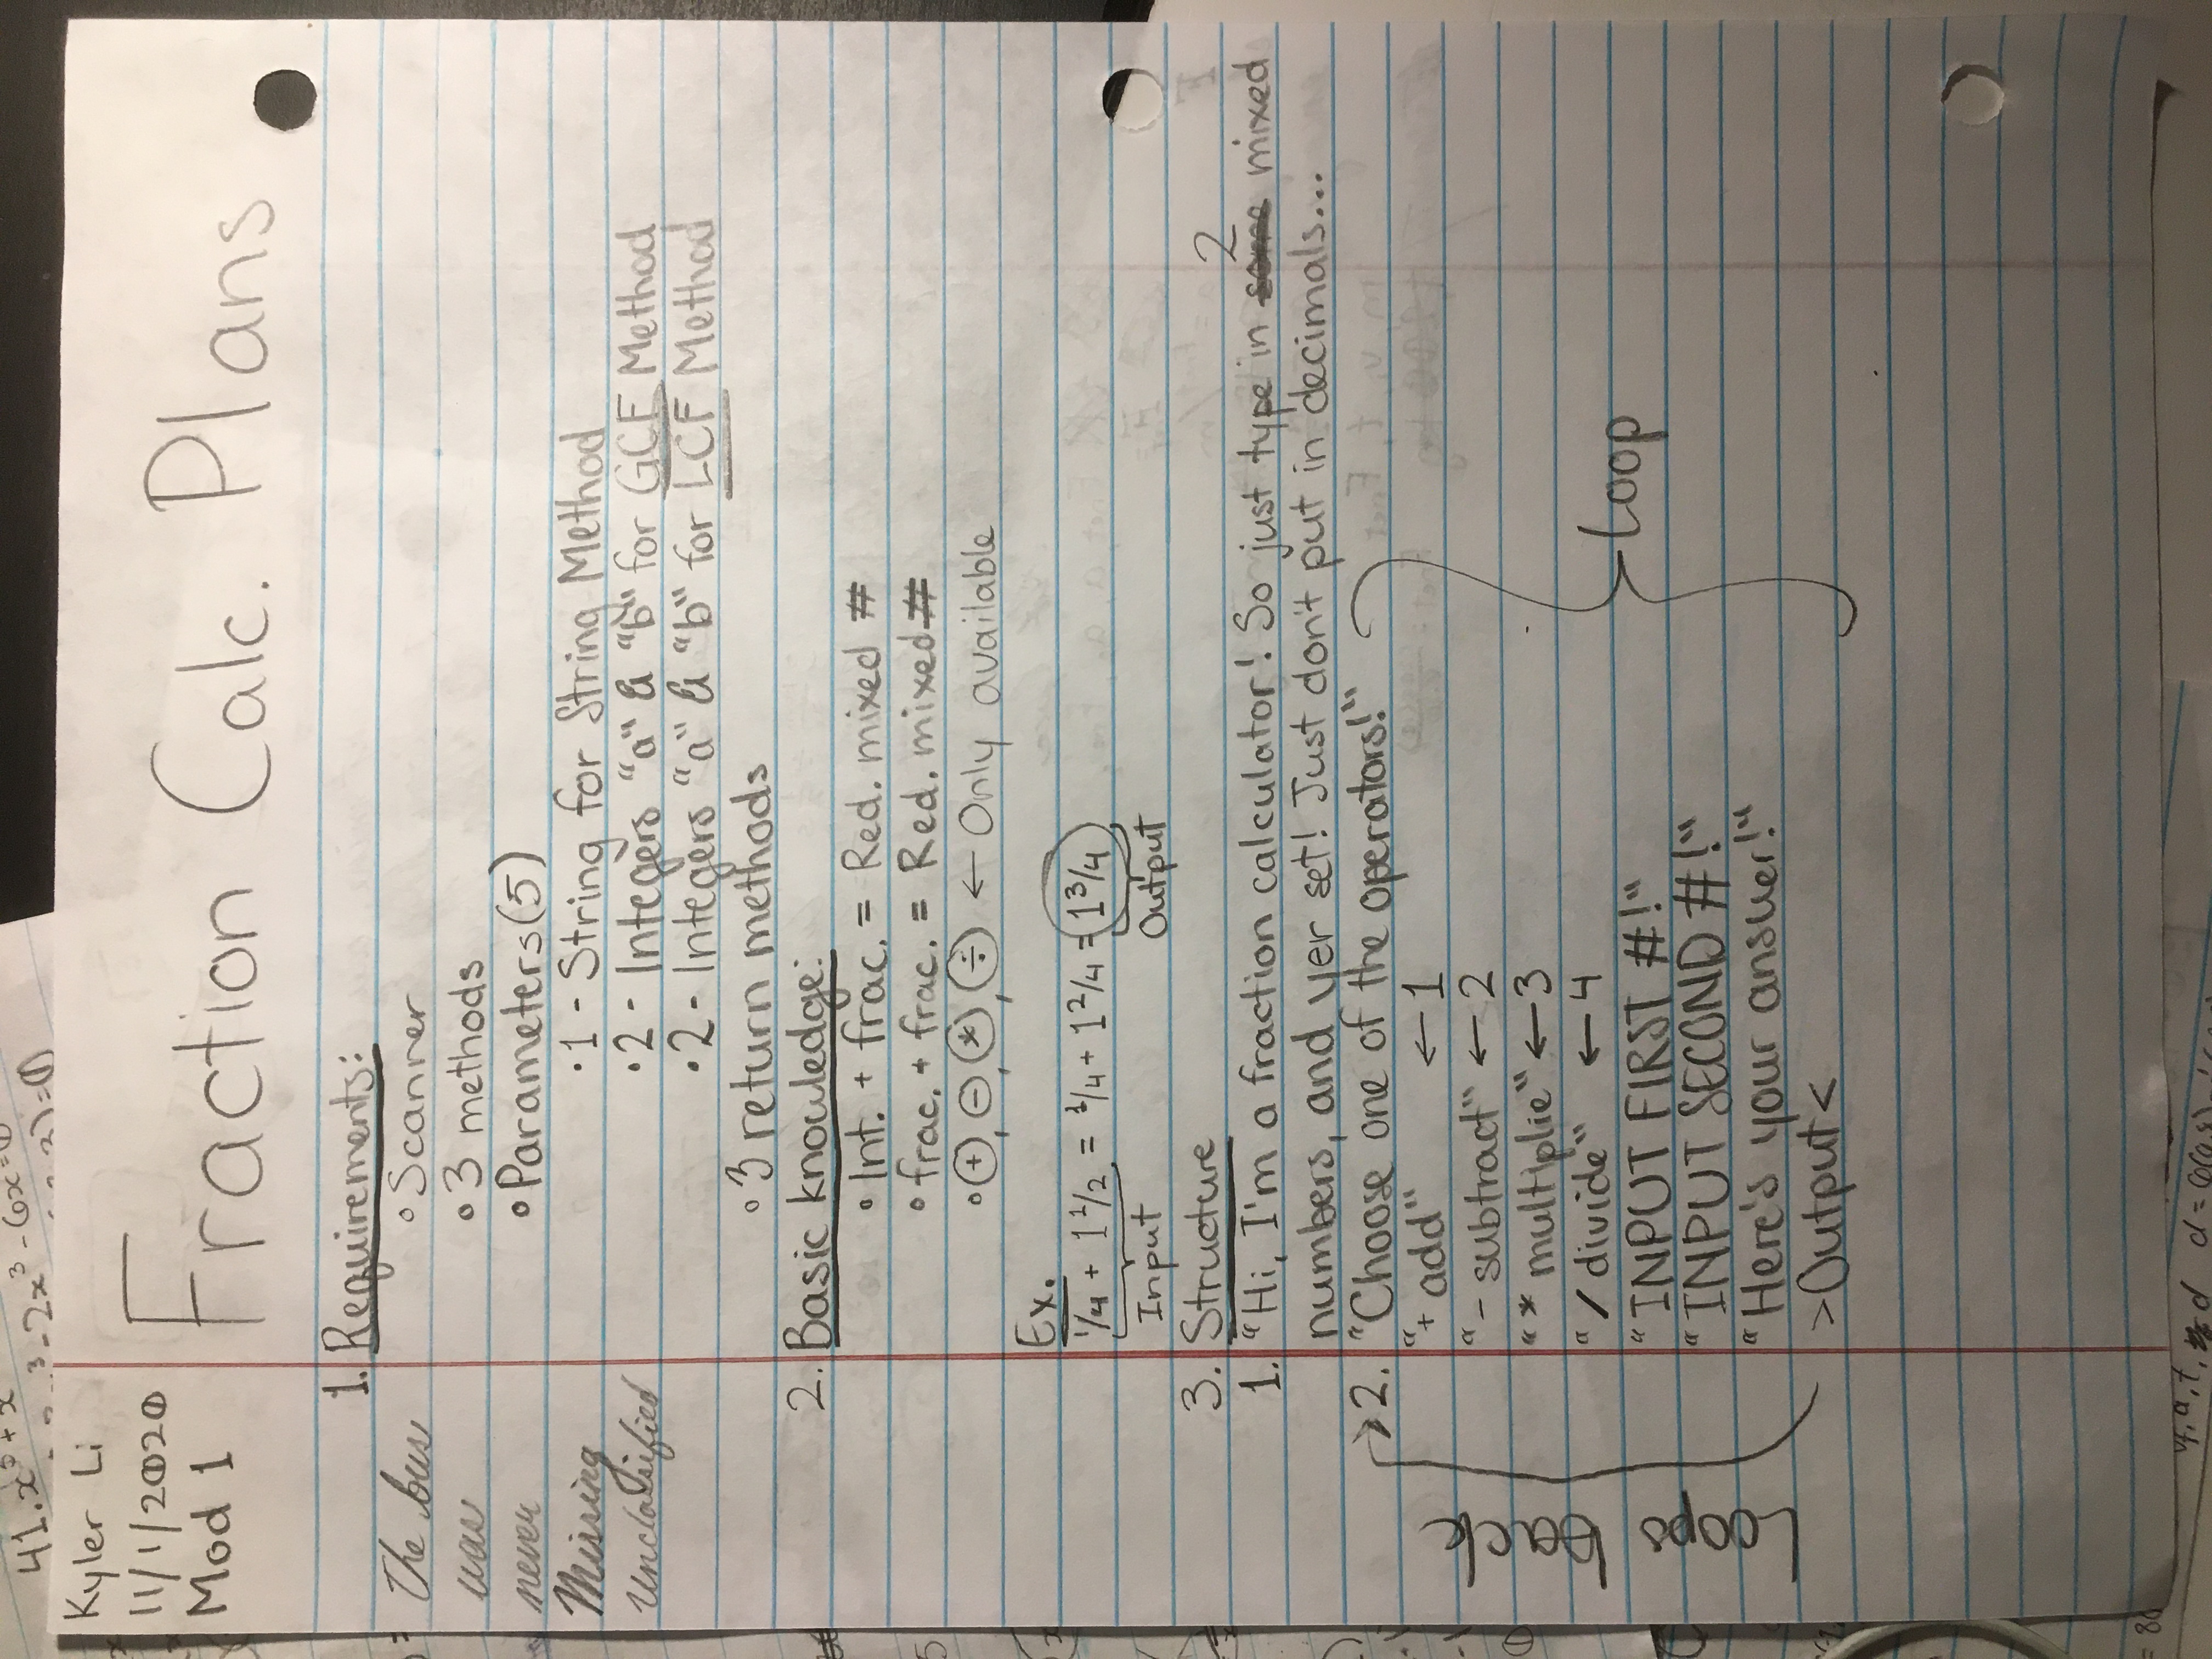 41. x³ + x
³ - 2x³ - 6x = 0
Kyler Li
11/1/2020
Mod 1
Fraction Calc. Plans
1. Requirements:
The bus
was
never
Missing
Unclassified
◦ Scanner
◦ 3 methods
◦ Parameters(5)
• 1 - String for String Method
• 2 - Integers "a" & "b" for GCF Method
• 2 - Integers "a" & "b" for LCF Method
◦ 3 return methods
2. Basic knowledge:
◦ Int. + frac. = Red. mixed #
◦ frac. + frac. = Red. mixed #
◦ +, -, *, ÷ ← Only available
Ex.
1/4 + 1 1/2 = 1/4 + 1 2/4 = 1 3/4
Input Output
3. Structure
1. "Hi, I'm a fraction calculator! So just type in some 2 mixed
numbers, and yer set! Just don't put in decimals...
2. "Choose one of the operators!"
"+ add" ← 1
"- subtract" ← 2
"* multiplie" ← 3
"/ divide" ← 4
"INPUT FIRST #!"
"INPUT SECOND #!"
"Here's your answer!"
>Output<
Loop
Loops back
= 80
vf, a, t, d